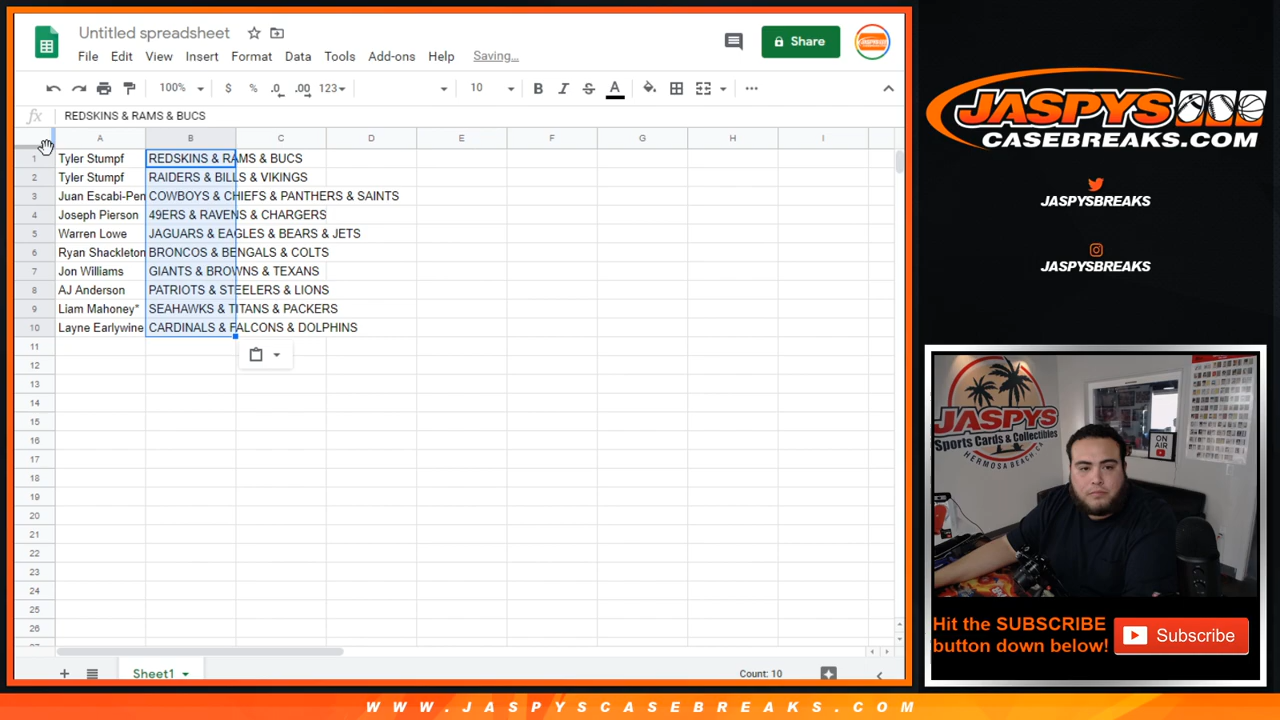 Untitled spreadsheet
File Edit View Insert Format Data Tools Add-ons Help Saving...
Share
100% $ % .0 .00 123 10 B I S A
fx REDSKINS & RAMS & BUCS
A B C D E F G H I
1 Tyler Stumpf REDSKINS & RAMS & BUCS
2 Tyler Stumpf RAIDERS & BILLS & VIKINGS
3 Juan Escabi-Pen COWBOYS & CHIEFS & PANTHERS & SAINTS
4 Joseph Pierson 49ERS & RAVENS & CHARGERS
5 Warren Lowe JAGUARS & EAGLES & BEARS & JETS
6 Ryan Shackleton BRONCOS & BENGALS & COLTS
7 Jon Williams GIANTS & BROWNS & TEXANS
8 AJ Anderson PATRIOTS & STEELERS & LIONS
9 Liam Mahoney* SEAHAWKS & TITANS & PACKERS
10 Layne Earlywine CARDINALS & FALCONS & DOLPHINS
11
12
13
14
15
16
17
18
19
20
21
22
23
24
25
26
Sheet1
Count: 10
JASPYS
CASEBREAKS.COM
JASPYSBREAKS
JASPYSBREAKS
JASPYS
Sports Cards & Collectibles
HERMOSA BEACH, CA
ON
AIR
Hit the SUBSCRIBE
button down below!
Subscribe
WWW.JASPYSCASEBREAKS.COM